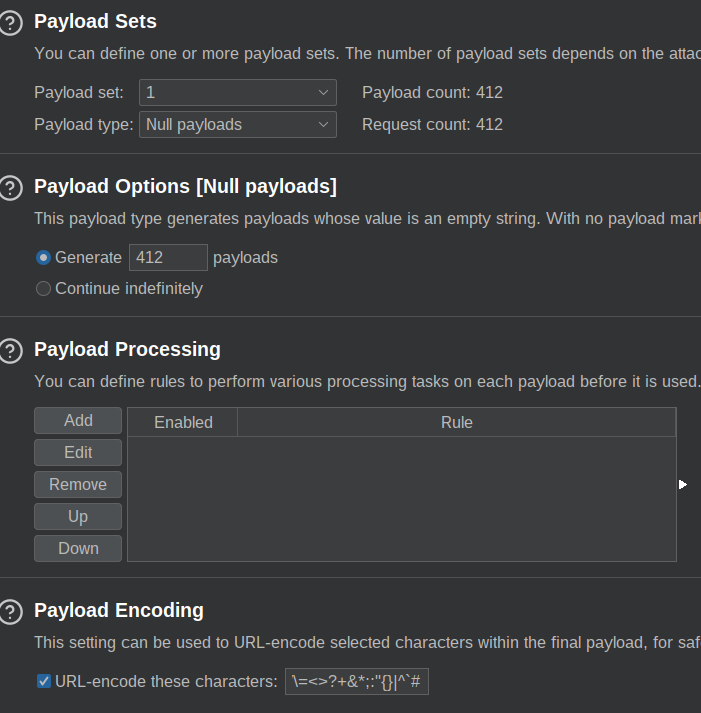 Payload Sets
You can define one or more payload sets. The number of payload sets depends on the attac
Payload set: 1 Payload count: 412
Payload type: Null payloads Request count: 412
Payload Options [Null payloads]
This payload type generates payloads whose value is an empty string. With no payload mark
Generate 412 payloads
Continue indefinitely
Payload Processing
You can define rules to perform various processing tasks on each payload before it is used.
Add Enabled Rule
Edit
Remove
Up
Down
Payload Encoding
This setting can be used to URL-encode selected characters within the final payload, for saf
URL-encode these characters: '\=<>?+&*;:"{}|^`#